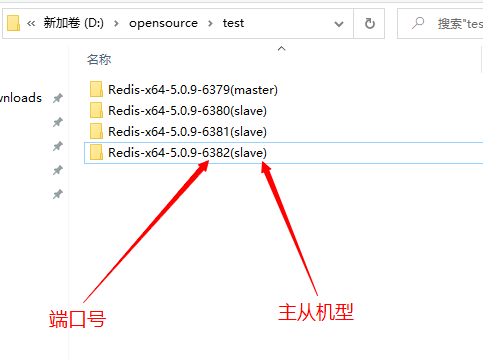 « 新加卷 (D:) › opensource › test
搜索"tes
名称
wnloads
Redis-x64-5.0.9-6379(master)
Redis-x64-5.0.9-6380(slave)
Redis-x64-5.0.9-6381(slave)
Redis-x64-5.0.9-6382(slave)
端口号
主从机型